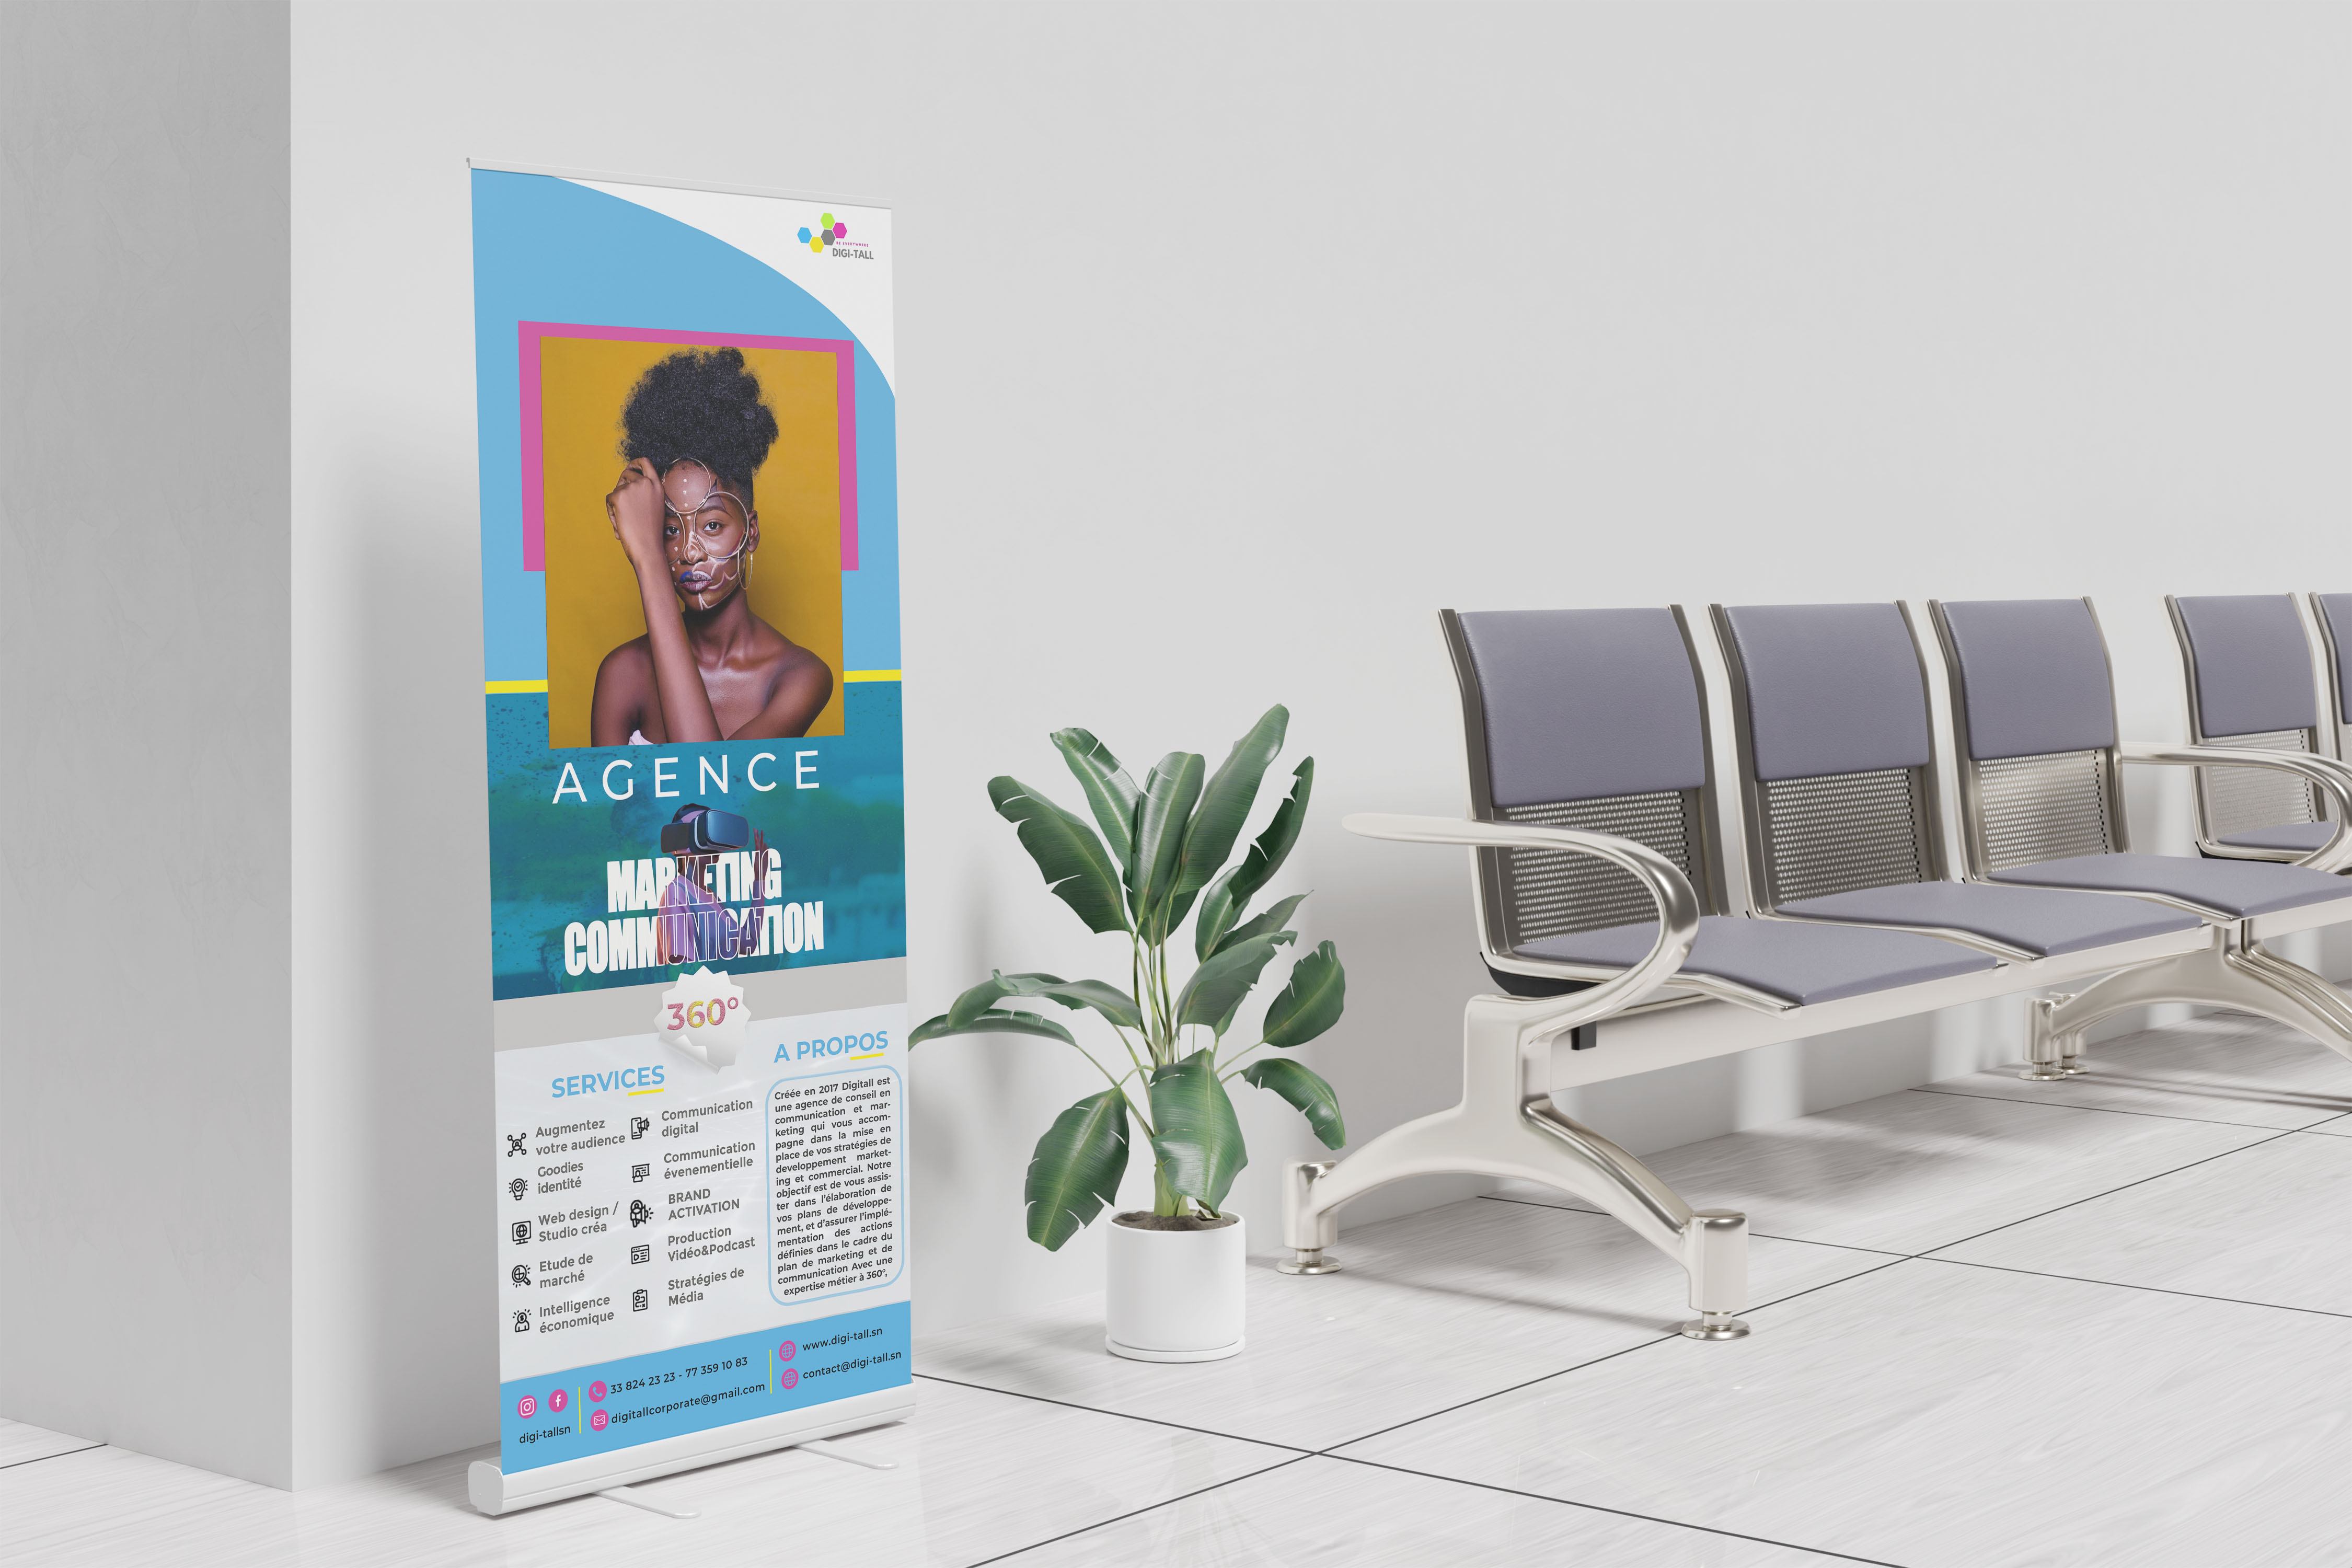 BE EVERYWHERE
DIGI-TALL
AGENCE
MARKETING
COMMUNICATION
360°
SERVICES
Augmentez
votre audience
Goodies
identité
Web design /
Studio créa
Etude de
marché
Intelligence
économique
Communication
digital
Communication
évenementielle
BRAND
ACTIVATION
Production
Vidéo&Podcast
Stratégies de
Média
A PROPOS
Créée en 2017 Digitall est
une agence de conseil en
communication et mar-
keting qui vous accom-
pagne dans la mise en
place de vos stratégies de
developpement market-
ing et commercial. Notre
objectif est de vous assis-
ter dans l'élaboration de
vos plans de développe-
ment, et d'assurer l'implé-
mentation des actions
définies dans le cadre du
plan de marketing et de
communication Avec une
expertise métier à 360°,
digi-tallsn
33 824 23 23 - 77 359 10 83
digitallcorporate@gmail.com
www.digi-tall.sn
contact@digi-tall.sn